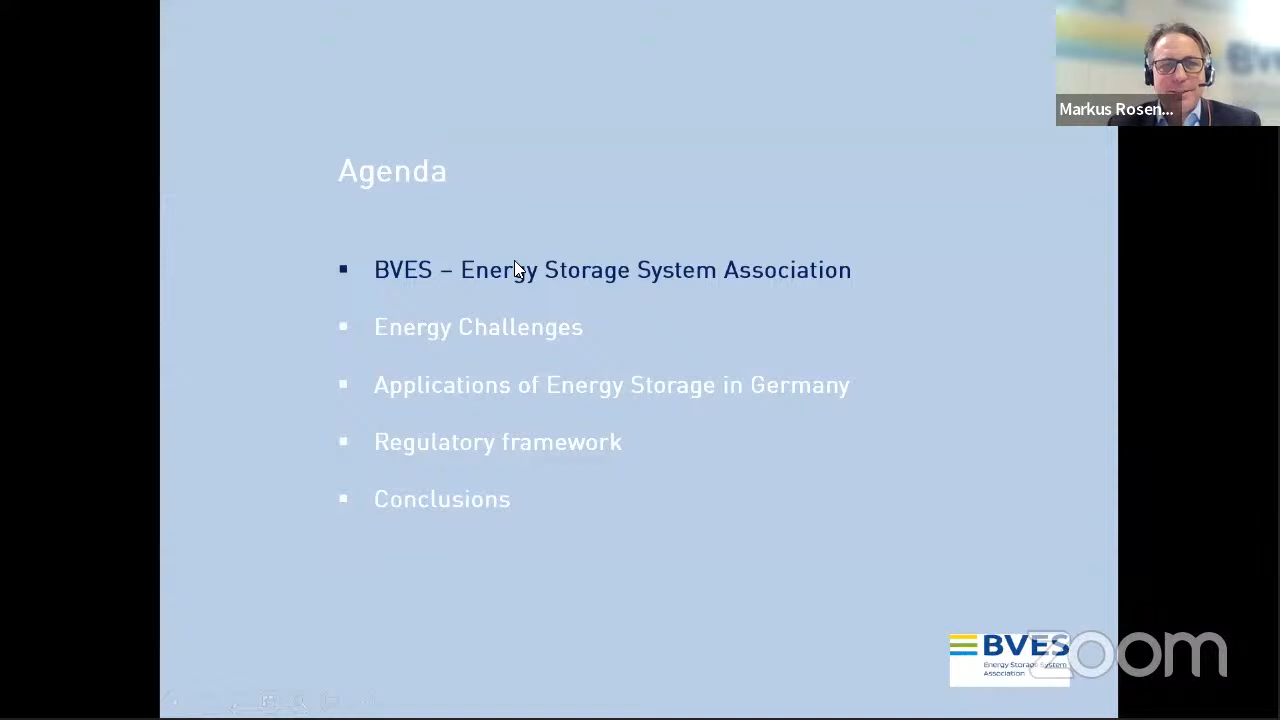 Markus Rosen...
Agenda
BVES – Energy Storage System Association
Energy Challenges
Applications of Energy Storage in Germany
Regulatory framework
Conclusions
BVES
Energy Storage System
Association
zoom